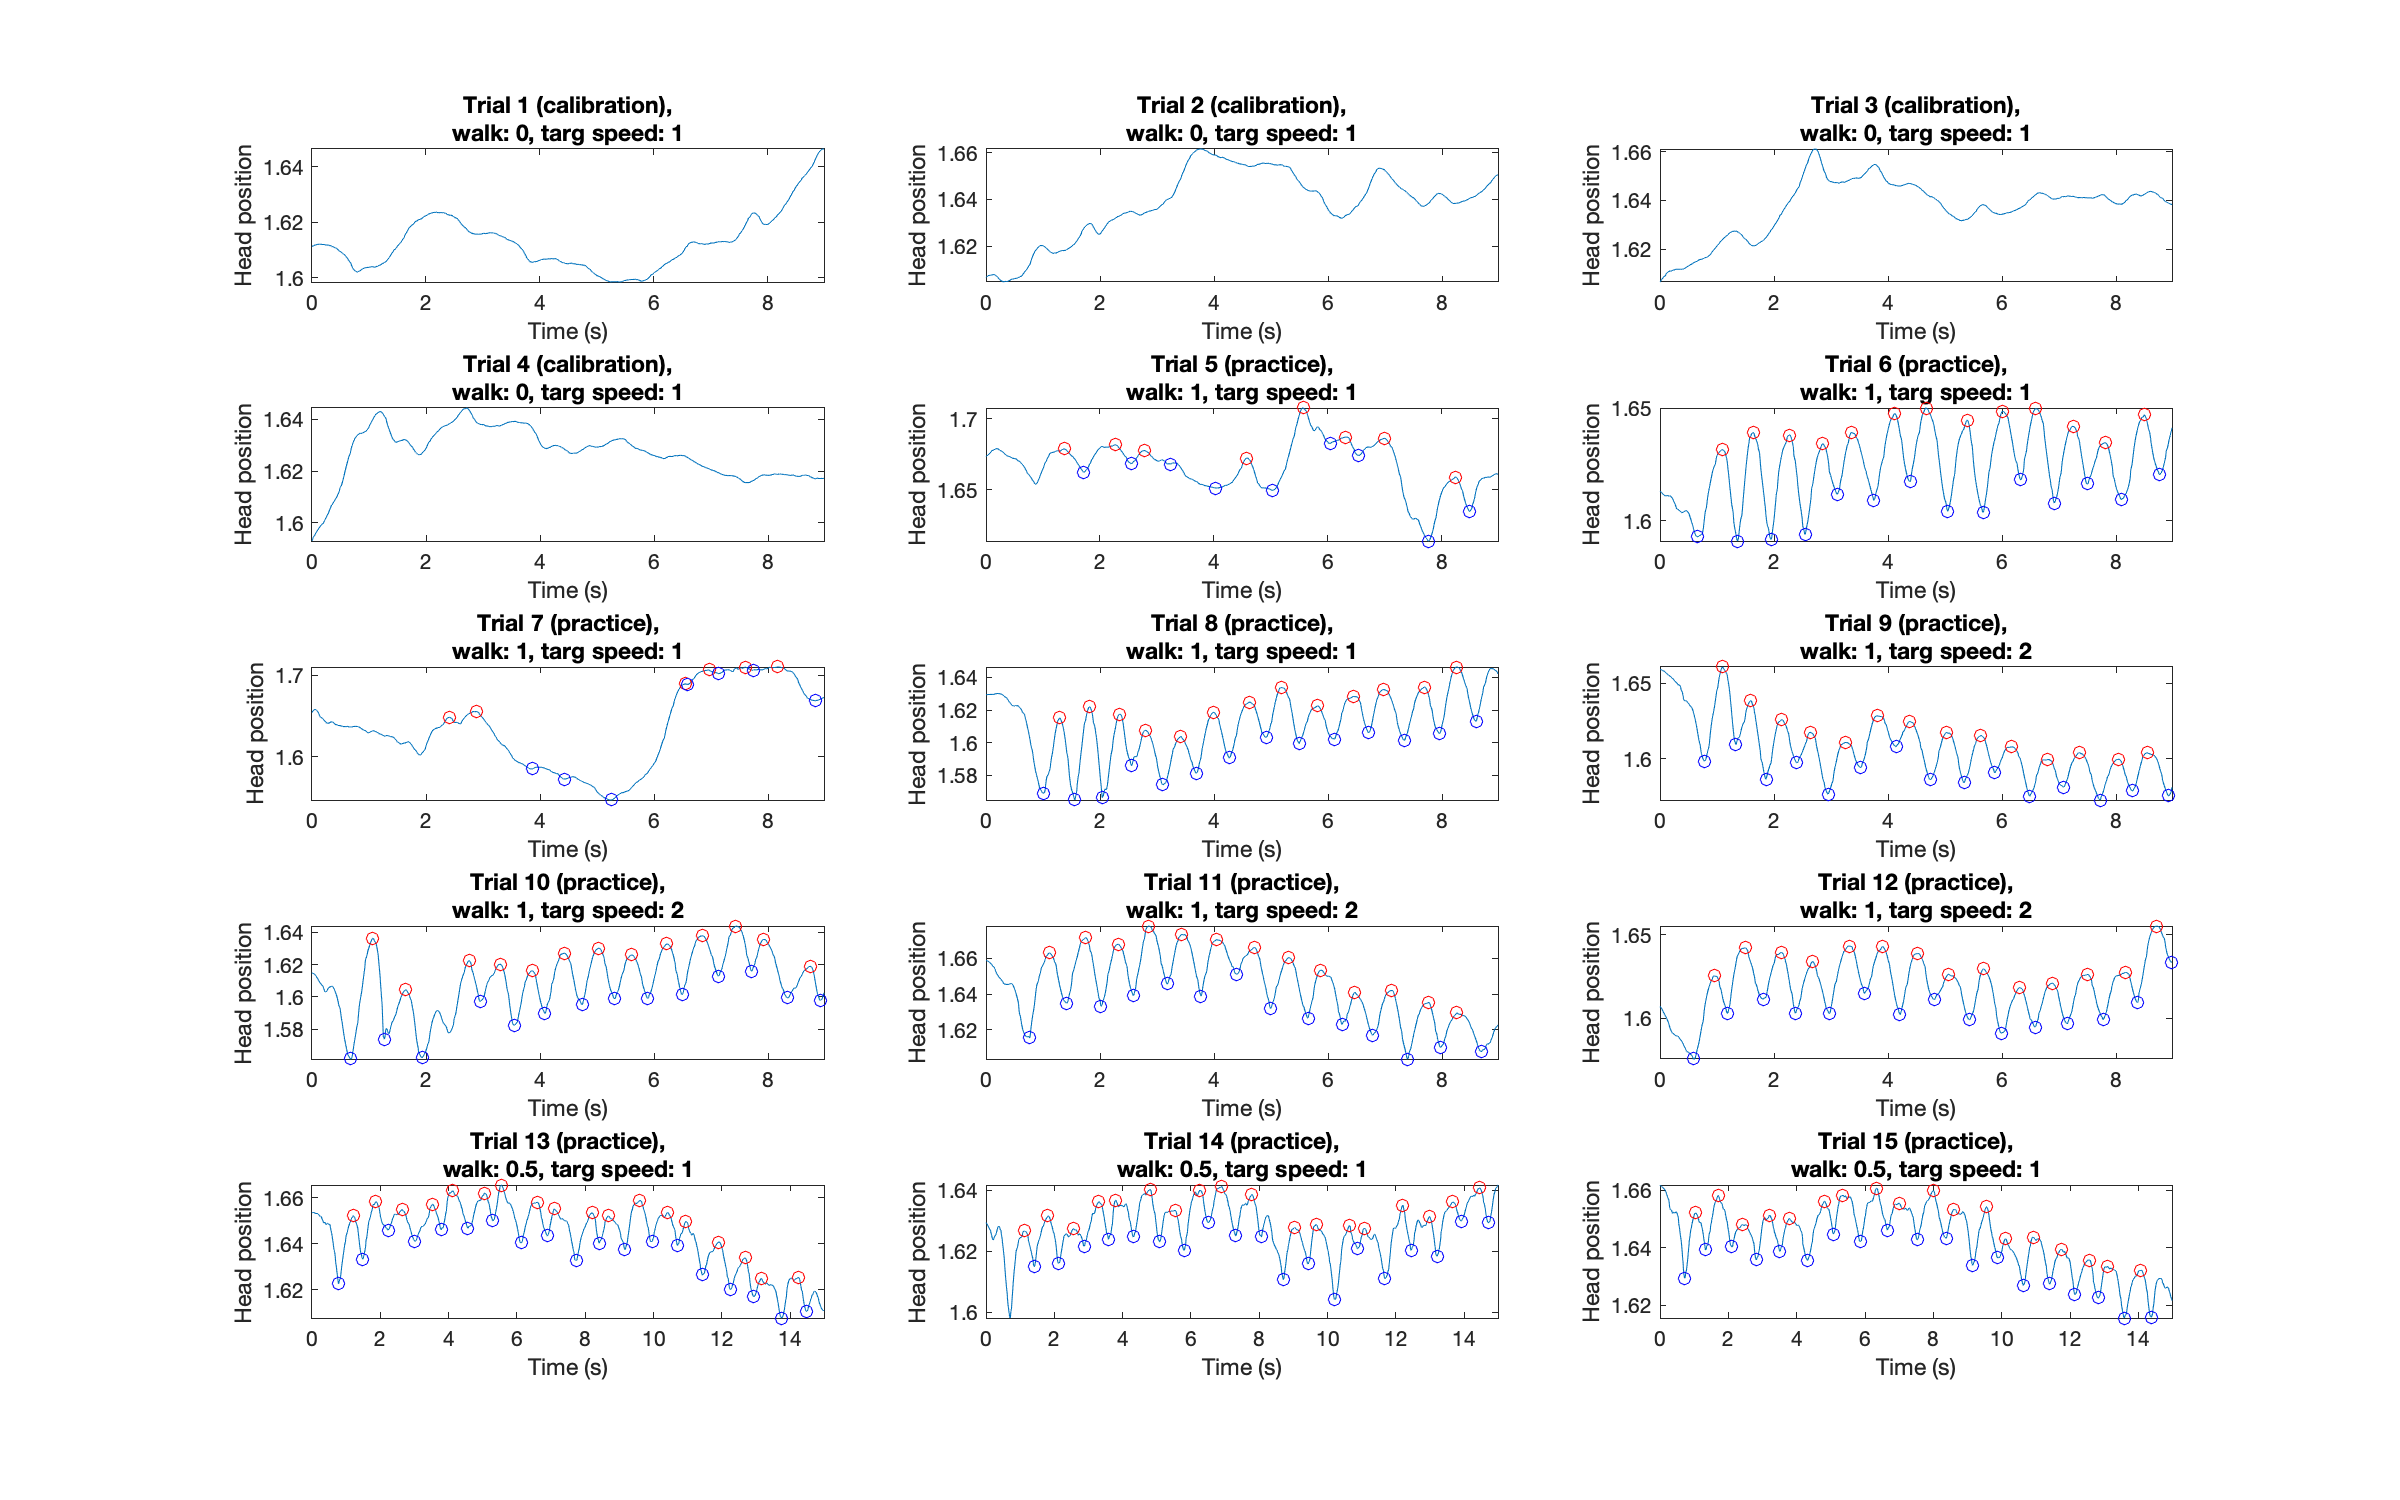 Trial 1 (calibration),
walk: 0, targ speed: 1
Head position
1.64
1.62
1.6
0 2 4 6 8
Time (s)
Trial 2 (calibration),
walk: 0, targ speed: 1
Head position
1.66
1.64
1.62
0 2 4 6 8
Time (s)
Trial 3 (calibration),
walk: 0, targ speed: 1
Head position
1.66
1.64
1.62
0 2 4 6 8
Time (s)
Trial 4 (calibration),
walk: 0, targ speed: 1
Head position
1.64
1.62
1.6
0 2 4 6 8
Time (s)
Trial 5 (practice),
walk: 1, targ speed: 1
Head position
1.7
1.65
0 2 4 6 8
Time (s)
Trial 6 (practice),
walk: 1, targ speed: 1
Head position
1.65
1.6
0 2 4 6 8
Time (s)
Trial 7 (practice),
walk: 1, targ speed: 1
Head position
1.7
1.6
0 2 4 6 8
Time (s)
Trial 8 (practice),
walk: 1, targ speed: 1
Head position
1.64
1.62
1.6
1.58
0 2 4 6 8
Time (s)
Trial 9 (practice),
walk: 1, targ speed: 2
Head position
1.65
1.6
0 2 4 6 8
Time (s)
Trial 10 (practice),
walk: 1, targ speed: 2
Head position
1.64
1.62
1.6
1.58
0 2 4 6 8
Time (s)
Trial 11 (practice),
walk: 1, targ speed: 2
Head position
1.66
1.64
1.62
0 2 4 6 8
Time (s)
Trial 12 (practice),
walk: 1, targ speed: 2
Head position
1.65
1.6
0 2 4 6 8
Time (s)
Trial 13 (practice),
walk: 0.5, targ speed: 1
Head position
1.66
1.64
1.62
0 2 4 6 8 10 12 14
Time (s)
Trial 14 (practice),
walk: 0.5, targ speed: 1
Head position
1.64
1.62
1.6
0 2 4 6 8 10 12 14
Time (s)
Trial 15 (practice),
walk: 0.5, targ speed: 1
Head position
1.66
1.64
1.62
0 2 4 6 8 10 12 14
Time (s)